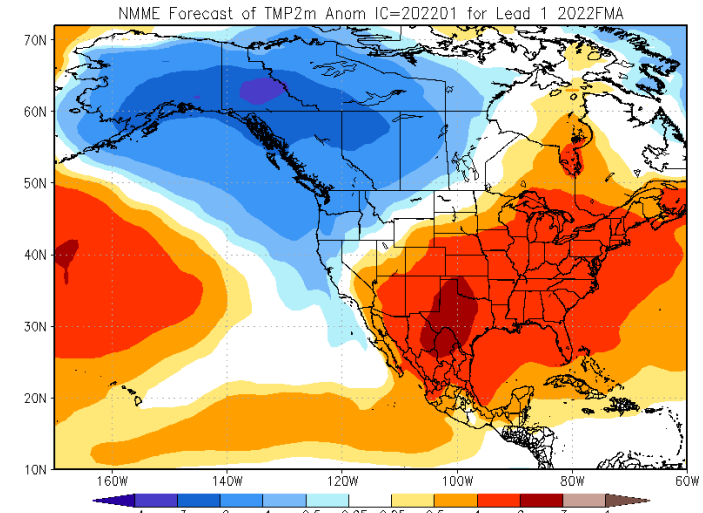 NMME Forecast of TMP2m Anom IC=202201 for Lead 1 2022FMA
70N
60N
50N
40N
30N
20N
10N
160W 140W 120W 100W 80W 60W